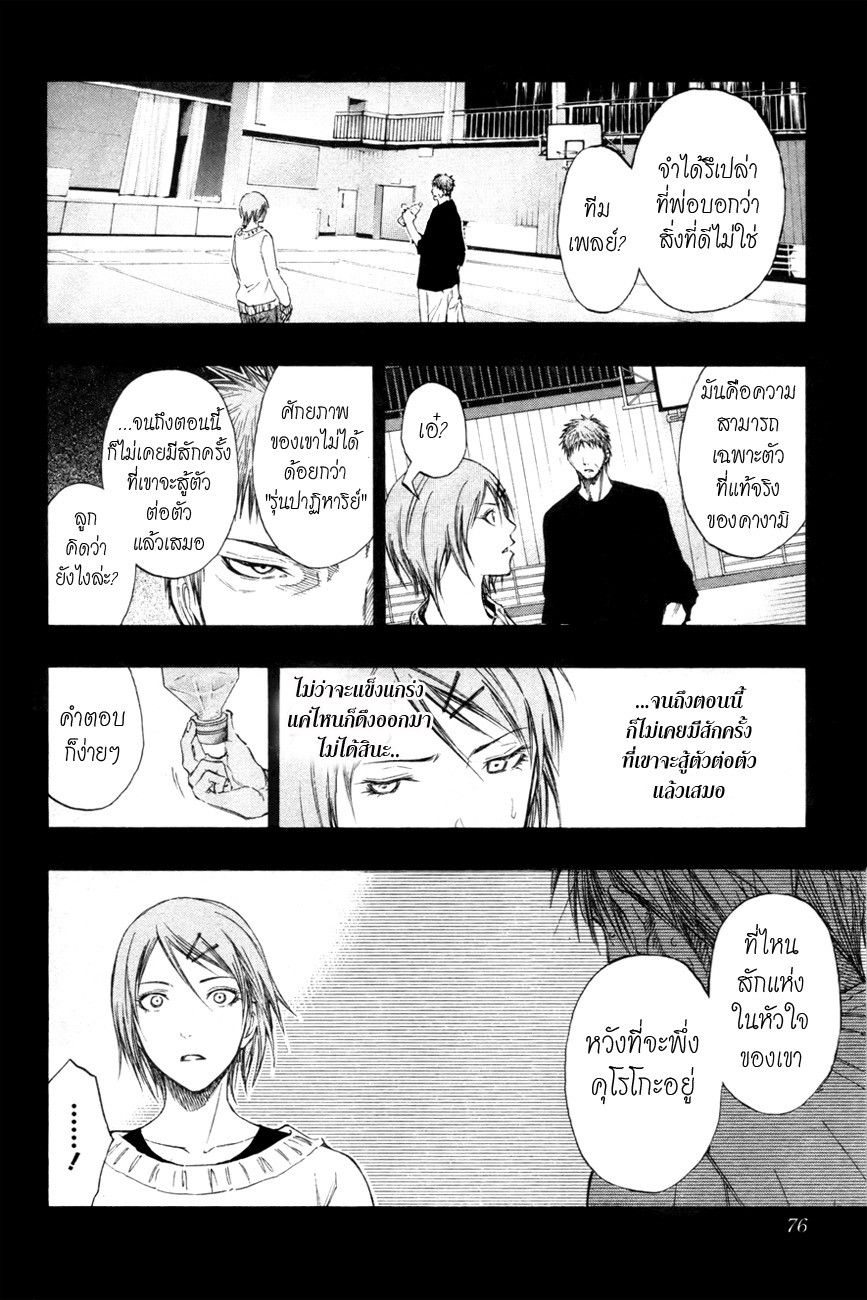 จำได้รึเปล่า
ที่พ่อบอกว่า
สิ่งที่ดีไม่ใช่
ทีม
เพลย์?
มันคือความ
สามารถ
เฉพาะตัว
ที่แท้จริง
ของคางามิ
เอ๋?
ศักยภาพ
ของเขาไม่ได้
ด้อยกว่า
"รุ่นปาฏิหาริย์"
...จนถึงตอนนี้
ก็ไม่เคยมีสักครั้ง
ที่เขาจะสู้ตัว
ต่อตัว
แล้วเสมอ
ลูก
คิดว่า
ยังไงล่ะ?
...จนถึงตอนนี้
ก็ไม่เคยมีสักครั้ง
ที่เขาจะสู้ตัวต่อตัว
แล้วเสมอ
ไม่ว่าจะแข็งแกร่ง
แค่ไหนก็ดึงออกมา
ไม่ได้สินะ..
คำตอบ
ก็ง่ายๆ
ที่ไหน
สักแห่ง
ในหัวใจ
ของเขา
หวังที่จะพึ่ง
คุโรโกะอยู่
......!
76